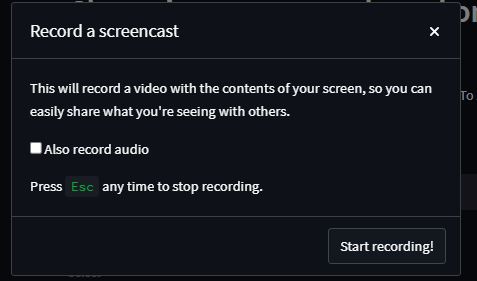 Record a screencast
This will record a video with the contents of your screen, so you can
easily share what you're seeing with others.
Also record audio
Press Esc any time to stop recording.
Start recording!
To